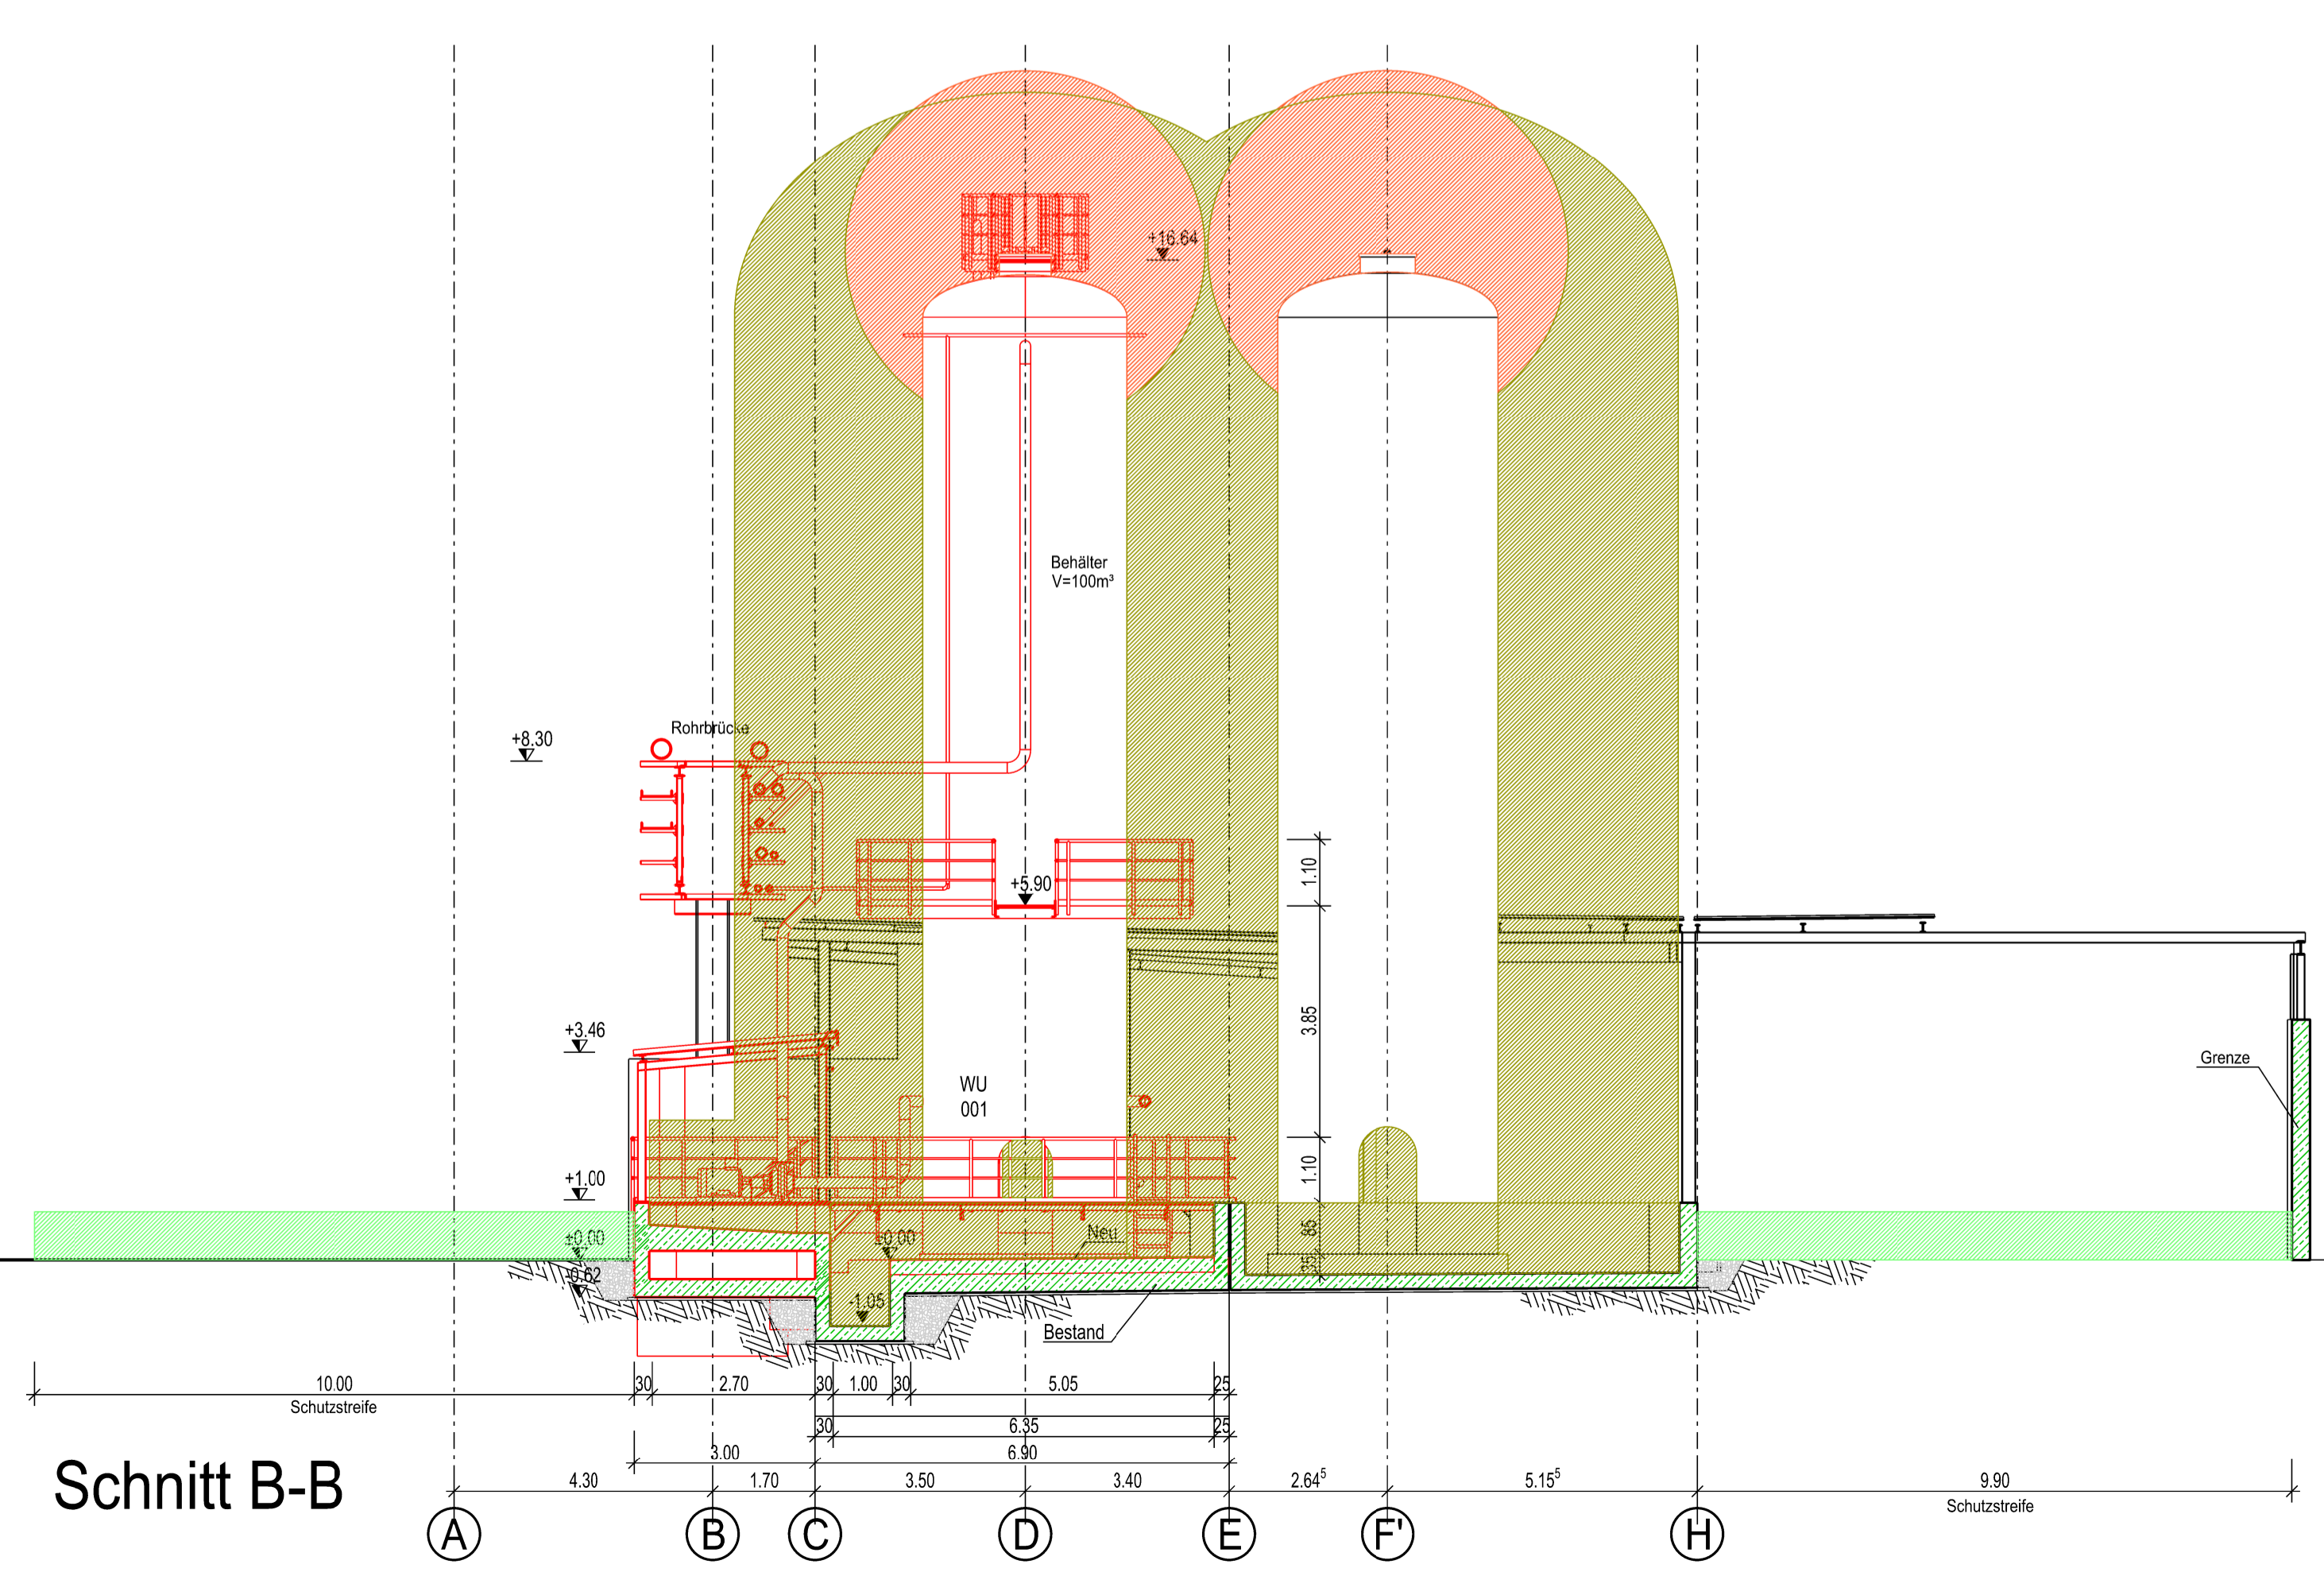 +16.64
Behälter
V=100m³
Rohrbrücke
+8.30
1.10
+5.90
3.85
+3.46
Grenze
WU
001
+1.00
1.10
±0.00
±0.00
Neu
85
35
-0.62
-1.05
Bestand
10.00
30
2.70
30
1.00
30
5.05
25
Schutzstreife
30
6.35
25
3.00
6.90
Schnitt B-B
4.30
1.70
3.50
3.40
2.64⁵
5.15⁵
9.90
Schutzstreife
A
B
C
D
E
F'
H